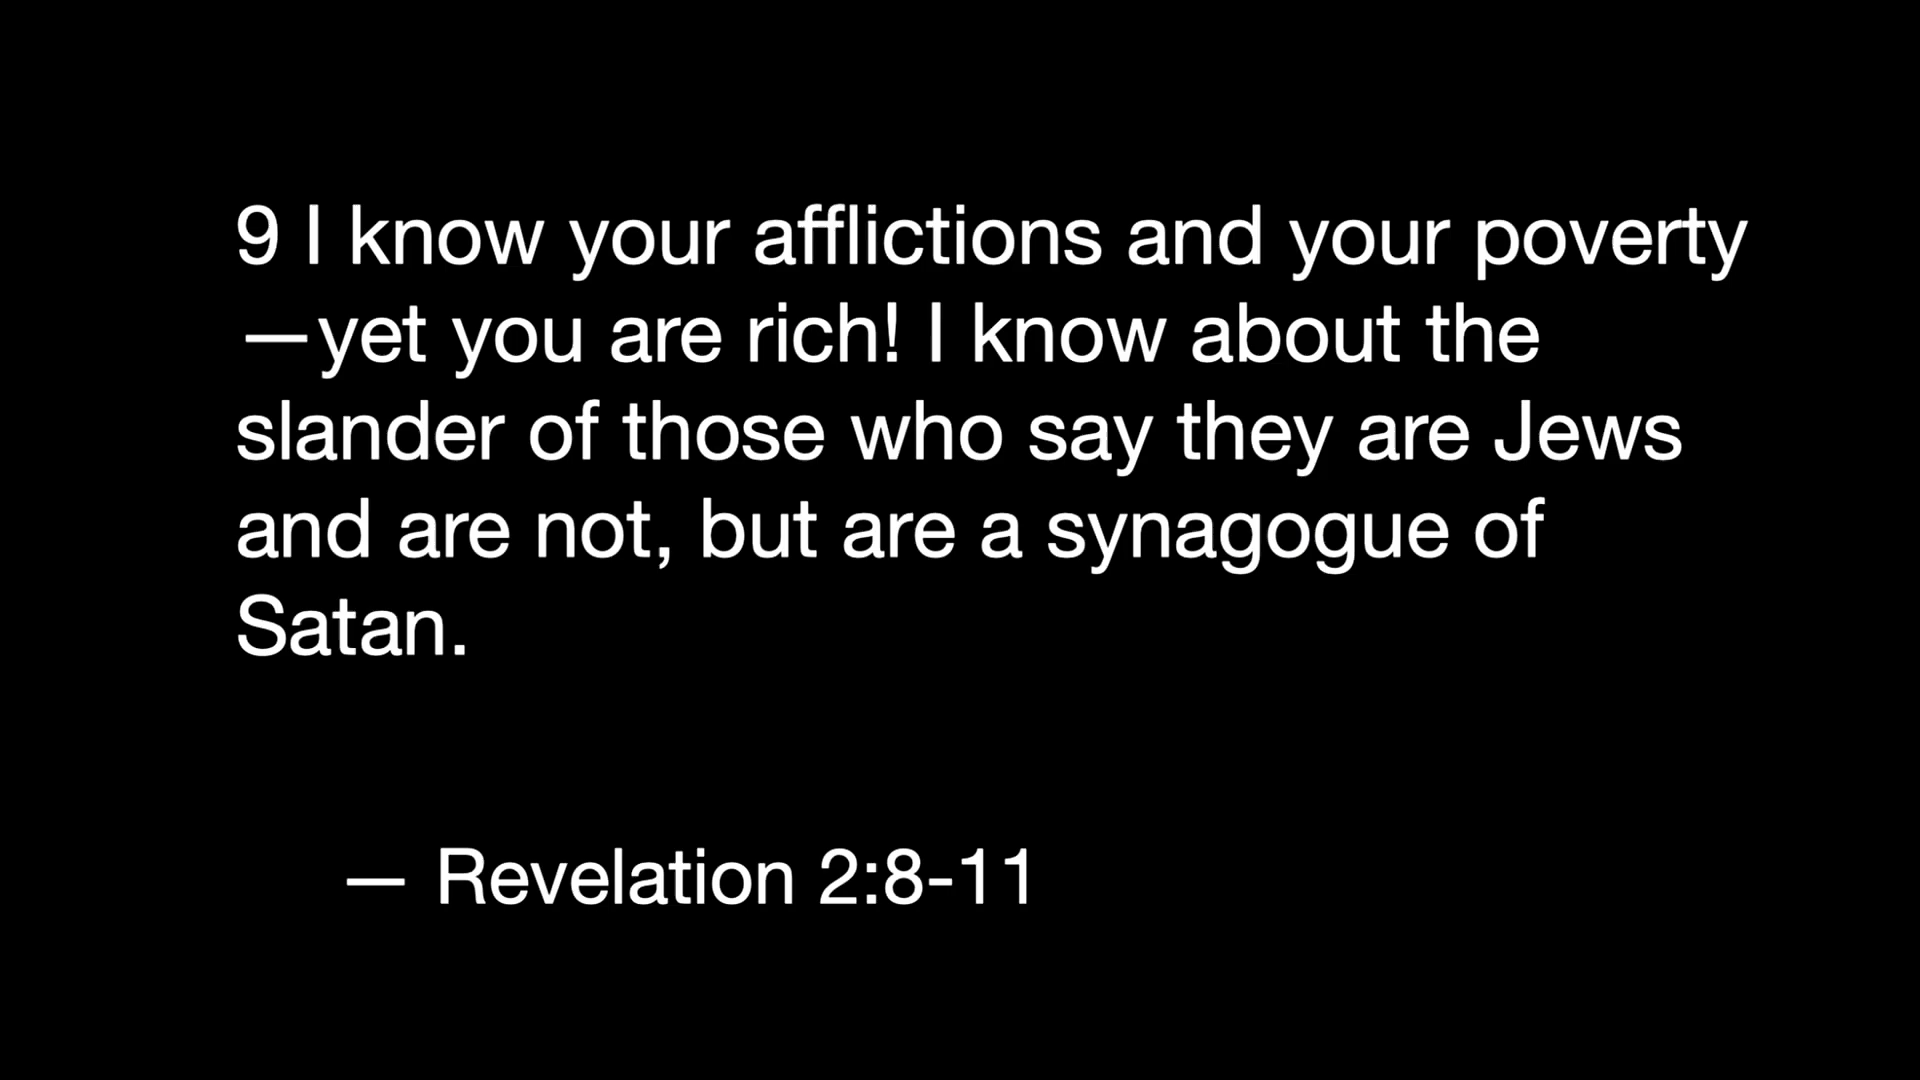 9 I know your afflictions and your poverty
—yet you are rich! I know about the
slander of those who say they are Jews
and are not, but are a synagogue of
Satan.
— Revelation 2:8-11